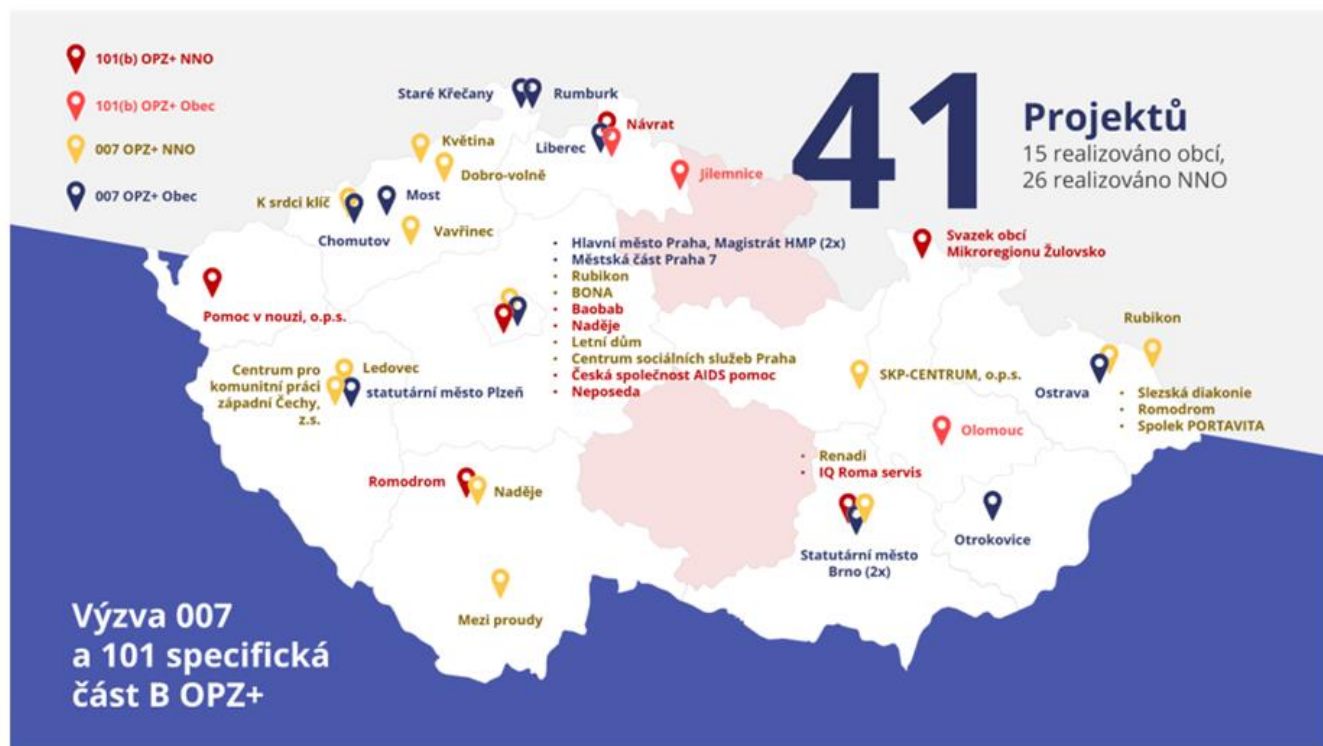 101(b) OPZ+ NNO
101(b) OPZ+ Obec
007 OPZ+ NNO
007 OPZ+ Obec
41
Projektů
15 realizováno obcí,
26 realizováno NNO
Staré Křečany
Rumburk
Návrat
Liberec
Jilemnice
Květina
Dobro-volně
K srdci klíč
Most
Chomutov
Vavřinec
Pomoc v nouzi, o.p.s.
• Hlavní město Praha, Magistrát HMP (2x)
• Městská část Praha 7
• Rubikon
• BONA
• Baobab
• Naděje
• Letní dům
• Centrum sociálních služeb Praha
• Česká společnost AIDS pomoc
• Neposeda
Svazek obcí
Mikroregionu Žulovsko
Rubikon
Ostrava
• Slezská diakonie
• Romodrom
• Spolek PORTAVITA
SKP-CENTRUM, o.p.s.
Olomouc
Centrum pro
komunitní práci
západní Čechy,
z.s.
Ledovec
statutární město Plzeň
Romodrom
Naděje
Mezi proudy
• Renadi
• IQ Roma servis
Statutární město
Brno (2x)
Otrokovice
Výzva 007
a 101 specifická
část B OPZ+